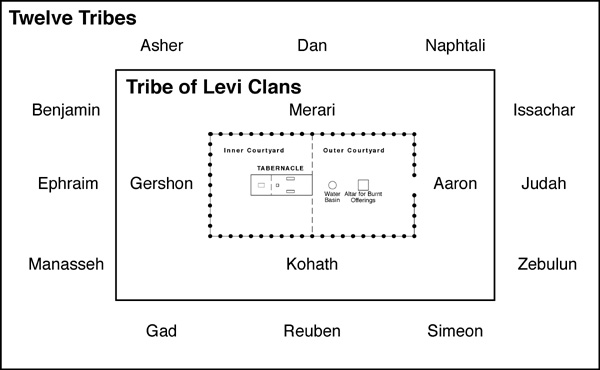 Twelve Tribes
Asher Dan Naphtali
Tribe of Levi Clans
Benjamin Merari Issachar
Inner Courtyard Outer Courtyard
TABERNACLE
Ephraim Gershon Aaron Judah
Water
Basin
Altar for Burnt
Offerings
Manasseh Kohath Zebulun
Gad Reuben Simeon